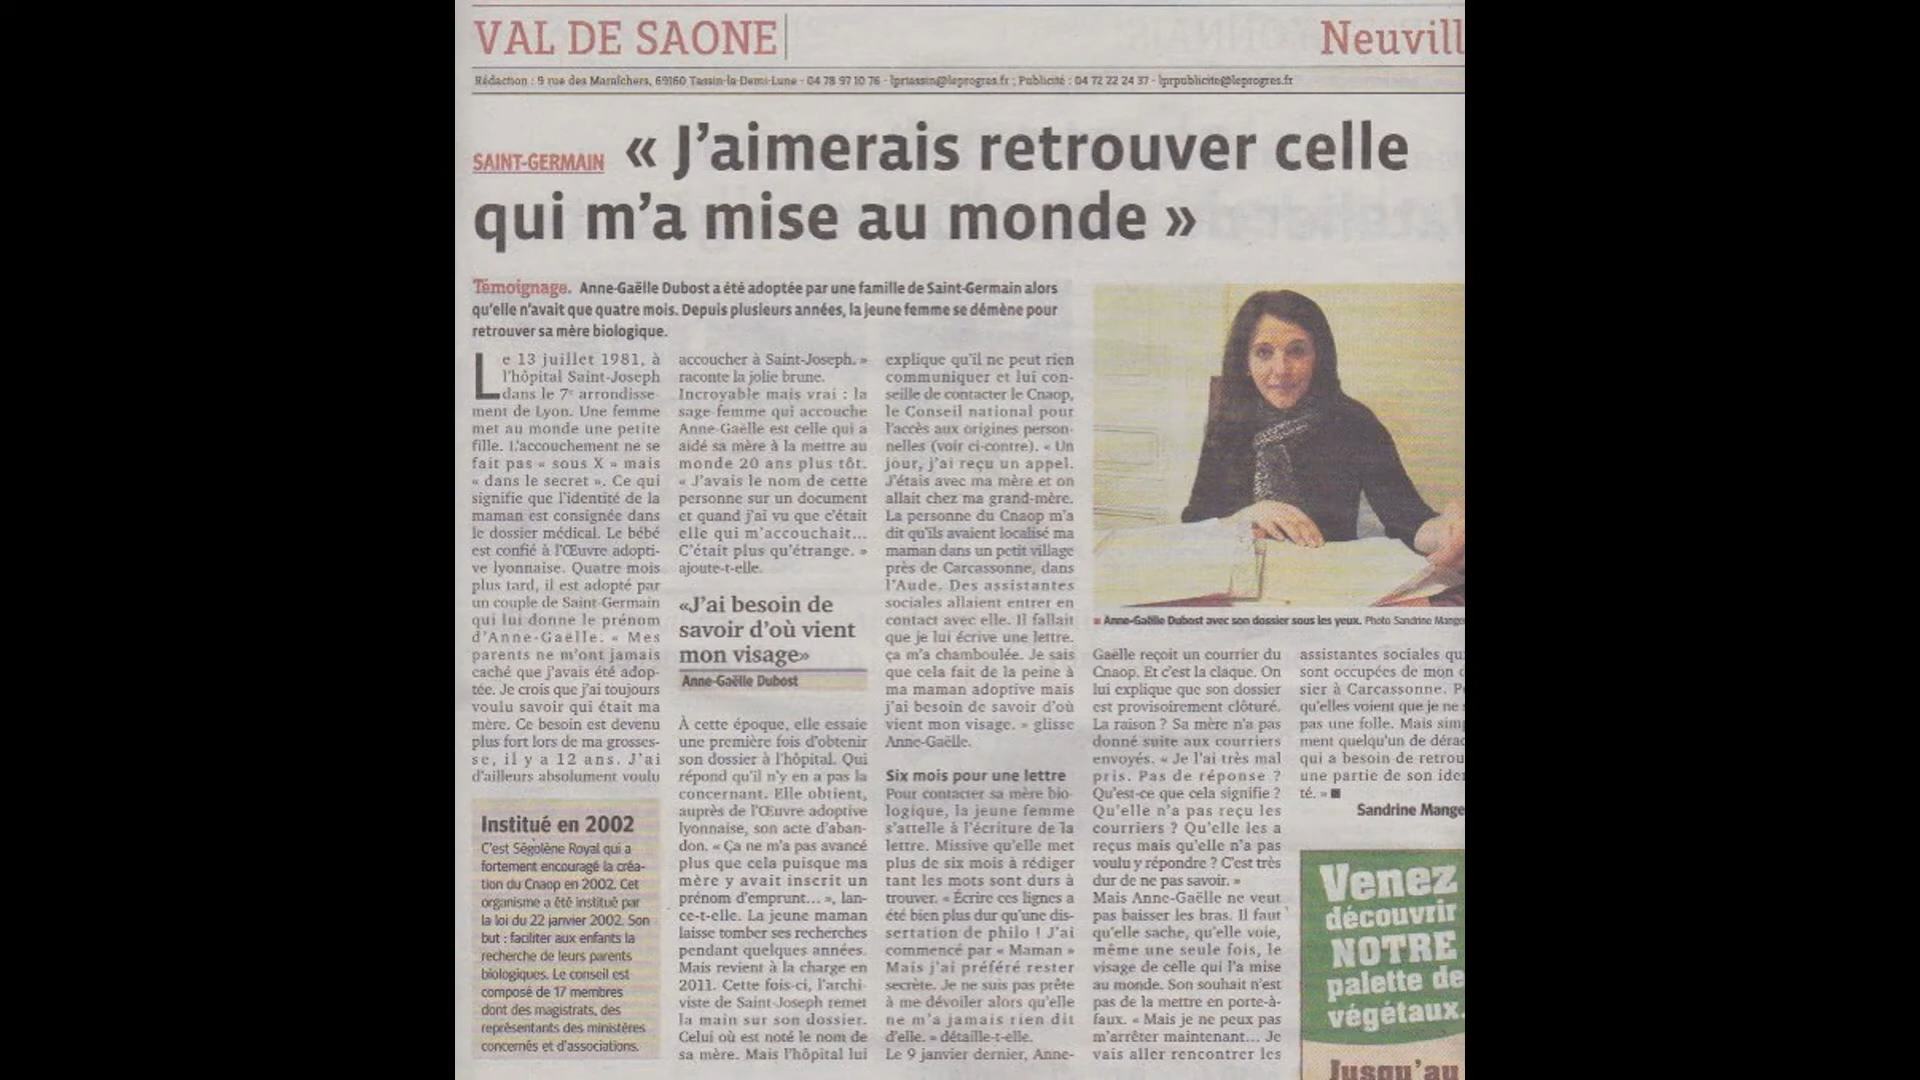 VAL DE SAONE
Neuvill
Rédaction : 9 rue des Maraîchers, 69160 Tassin-la-Demi-Lune - 04 78 97 10 76 - lprtassin@leprogres.fr ; Publicité : 04 72 22 24 37 - lprpublicite@leprogres.fr
SAINT-GERMAIN « J’aimerais retrouver celle
qui m’a mise au monde »
Témoignage. Anne-Gaëlle Dubost a été adoptée par une famille de Saint-Germain alors
qu’elle n’avait que quatre mois. Depuis plusieurs années, la jeune femme se démène pour
retrouver sa mère biologique.
Le 13 juillet 1981, à
l’hôpital Saint-Joseph
dans le 7e arrondisse-
ment de Lyon. Une femme
met au monde une petite
fille. L’accouchement ne se
fait pas « sous X » mais
« dans le secret ». Ce qui
signifie que l’identité de la
maman est consignée dans
le dossier médical. Le bébé
est confié à l’Œuvre adopti-
ve lyonnaise. Quatre mois
plus tard, il est adopté par
un couple de Saint-Germain
qui lui donne le prénom
d’Anne-Gaëlle. « Mes
parents ne m’ont jamais
caché que j’avais été adop-
tée. Je crois que j’ai toujours
voulu savoir qui était ma
mère. Ce besoin est devenu
plus fort lors de ma grosses-
se, il y a 12 ans. J’ai
d’ailleurs absolument voulu
accoucher à Saint-Joseph. »
raconte la jolie brune.
Incroyable mais vrai : la
sage-femme qui accouche
Anne-Gaëlle est celle qui a
aidé sa mère à la mettre au
monde 20 ans plus tôt.
« J’avais le nom de cette
personne sur un document
et quand j’ai vu que c’était
elle qui m’accouchait…
C’était plus qu’étrange. »
ajoute-t-elle.
«J’ai besoin de
savoir d’où vient
mon visage»
Anne-Gaëlle Dubost
À cette époque, elle essaie
une première fois d’obtenir
son dossier à l’hôpital. Qui
répond qu’il n’y en a pas la
concernant. Elle obtient,
auprès de l’Œuvre adoptive
lyonnaise, son acte d’aban-
don. « Ça ne m’a pas avancé
plus que cela puisque ma
mère y avait inscrit un
prénom d’emprunt… », lan-
ce-t-elle. La jeune maman
laisse tomber ses recherches
pendant quelques années.
Mais revient à la charge en
2011. Cette fois-ci, l’archi-
viste de Saint-Joseph remet
la main sur son dossier.
Celui où est noté le nom de
sa mère. Mais l’hôpital lui
explique qu’il ne peut rien
communiquer et lui con-
seille de contacter le Cnaop,
le Conseil national pour
l’accès aux origines person-
nelles (voir ci-contre). « Un
jour, j’ai reçu un appel.
J’étais avec ma mère et on
allait chez ma grand-mère.
La personne du Cnaop m’a
dit qu’ils avaient localisé ma
maman dans un petit village
près de Carcassonne, dans
l’Aude. Des assistantes
sociales allaient entrer en
contact avec elle. Il fallait
que je lui écrive une lettre.
ça m’a chamboulée. Je sais
que cela fait de la peine à
ma maman adoptive mais
j’ai besoin de savoir d’où
vient mon visage. » glisse
Anne-Gaëlle.
Six mois pour une lettre
Pour contacter sa mère bio-
logique, la jeune femme
s’attelle à l’écriture de la
lettre. Missive qu’elle met
plus de six mois à rédiger
tant les mots sont durs à
trouver. « Écrire ces lignes a
été bien plus dur qu’une dis-
sertation de philo ! J’ai
commencé par « Maman »
Mais j’ai préféré rester
secrète. Je ne suis pas prête
à me dévoiler alors qu’elle
ne m’a jamais rien dit
d’elle. » détaille-t-elle.
Le 9 janvier dernier, Anne-
Anne-Gaëlle Dubost avec son dossier sous les yeux. Photo Sandrine Mange
Gaëlle reçoit un courrier du
Cnaop. Et c’est la claque. On
lui explique que son dossier
est provisoirement clôturé.
La raison ? Sa mère n’a pas
donné suite aux courriers
envoyés. « Je l’ai très mal
pris. Pas de réponse ?
Qu’est-ce que cela signifie ?
Qu’elle n’a pas reçu les
courriers ? Qu’elle les a
reçus mais qu’elle n’a pas
voulu y répondre ? C’est très
dur de ne pas savoir. »
Mais Anne-Gaëlle ne veut
pas baisser les bras. Il faut
qu’elle sache, qu’elle voie,
même une seule fois, le
visage de celle qui l’a mise
au monde. Son souhait n’est
pas de la mettre en porte-à-
faux. « Mais je ne peux pas
m’arrêter maintenant… Je
vais aller rencontrer les
assistantes sociales qu
sont occupées de mon d
sier à Carcassonne. P
qu’elles voient que je ne
pas une folle. Mais sim
ment quelqu’un de dérac
qui a besoin de retrou
une partie de son ide
té. »
Sandrine Mange
Institué en 2002
C’est Ségolène Royal qui a
fortement encouragé la créa-
tion du Cnaop en 2002. Cet
organisme a été institué par
la loi du 22 janvier 2002. Son
but : faciliter aux enfants la
recherche de leurs parents
biologiques. Le conseil est
composé de 17 membres
dont des magistrats, des
représentants des ministères
concernés et d’associations.
Venez
découvrir
NOTRE
palette de
végétaux.
Jusqu’au